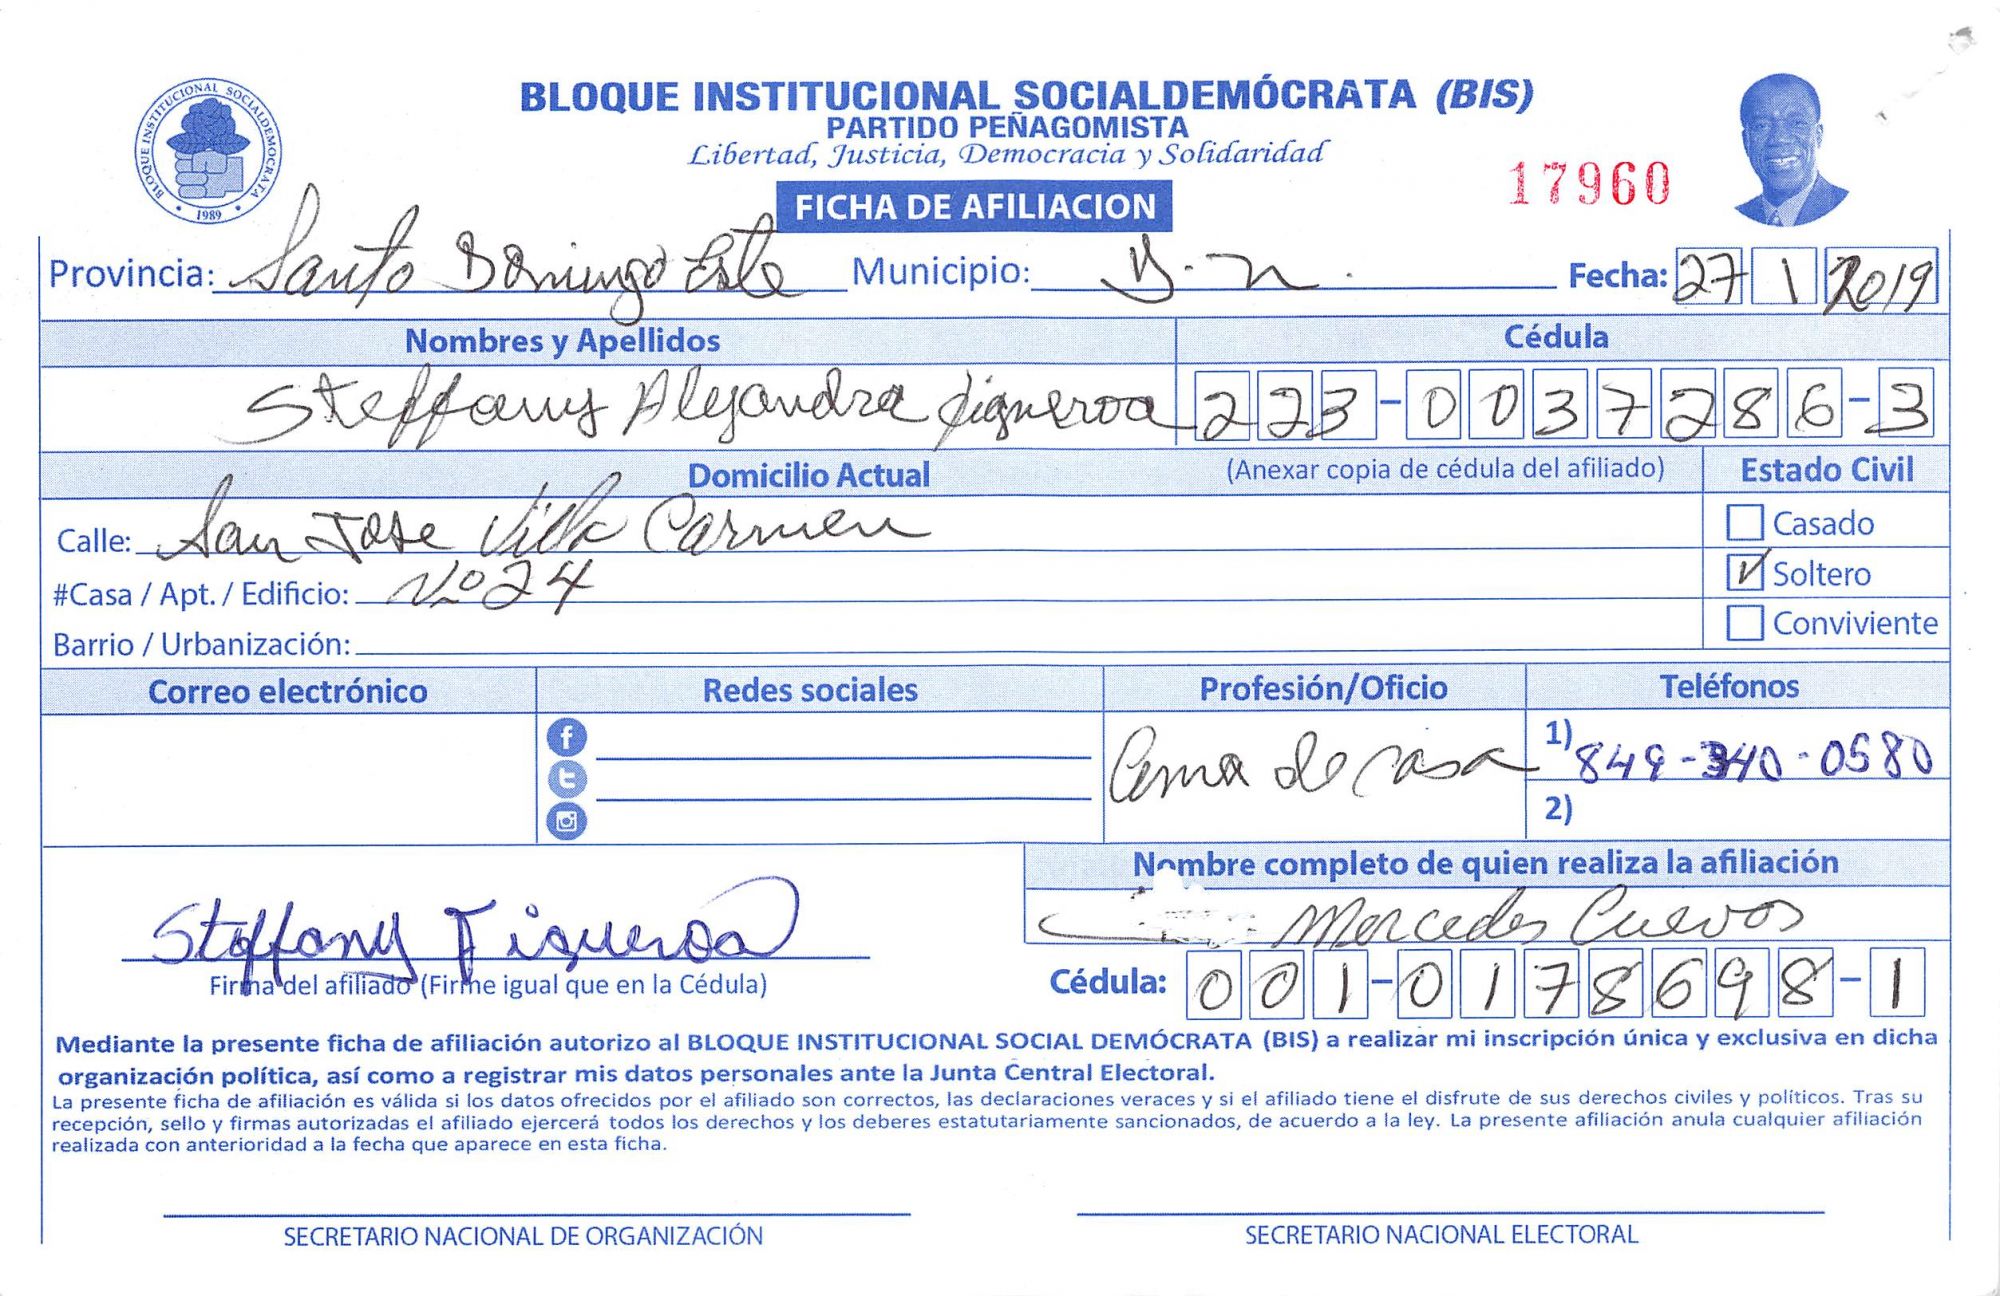 BLOQUE INSTITUCIONAL SOCIALDEMOCRATA
1989
BLOQUE INSTITUCIONAL SOCIALDEMÓCRATA (BIS)
PARTIDO PEÑAGOMISTA
Libertad, Justicia, Democracia y Solidaridad
17960
FICHA DE AFILIACION
Provincia: Santo Domingo Este Municipio: D.N. Fecha: 27 1 2019
Nombres y Apellidos Cédula
Steffany Alejandra Figueroa 223-0037286-3
Domicilio Actual (Anexar copia de cédula del afiliado) Estado Civil
Calle: San Jose Villa Carmen
Casado
#Casa / Apt. / Edificio: No 24
Soltero
Barrio / Urbanización:
Conviviente
Correo electrónico Redes sociales Profesión/Oficio Teléfonos
Ama de casa 1) 849-340-0580
2)
Nombre completo de quien realiza la afiliación
Mercedes Cuevas
Steffany Figueroa
Firma del afiliado (Firme igual que en la Cédula)
Cédula: 001-0178698-1
Mediante la presente ficha de afiliación autorizo al BLOQUE INSTITUCIONAL SOCIAL DEMÓCRATA (BIS) a realizar mi inscripción única y exclusiva en dicha
organización política, así como a registrar mis datos personales ante la Junta Central Electoral.
La presente ficha de afiliación es válida si los datos ofrecidos por el afiliado son correctos, las declaraciones veraces y si el afiliado tiene el disfrute de sus derechos civiles y políticos. Tras su
recepción, sello y firmas autorizadas el afiliado ejercerá todos los derechos y los deberes estatutariamente sancionados, de acuerdo a la ley. La presente afiliación anula cualquier afiliación
realizada con anterioridad a la fecha que aparece en esta ficha.
SECRETARIO NACIONAL DE ORGANIZACIÓN
SECRETARIO NACIONAL ELECTORAL